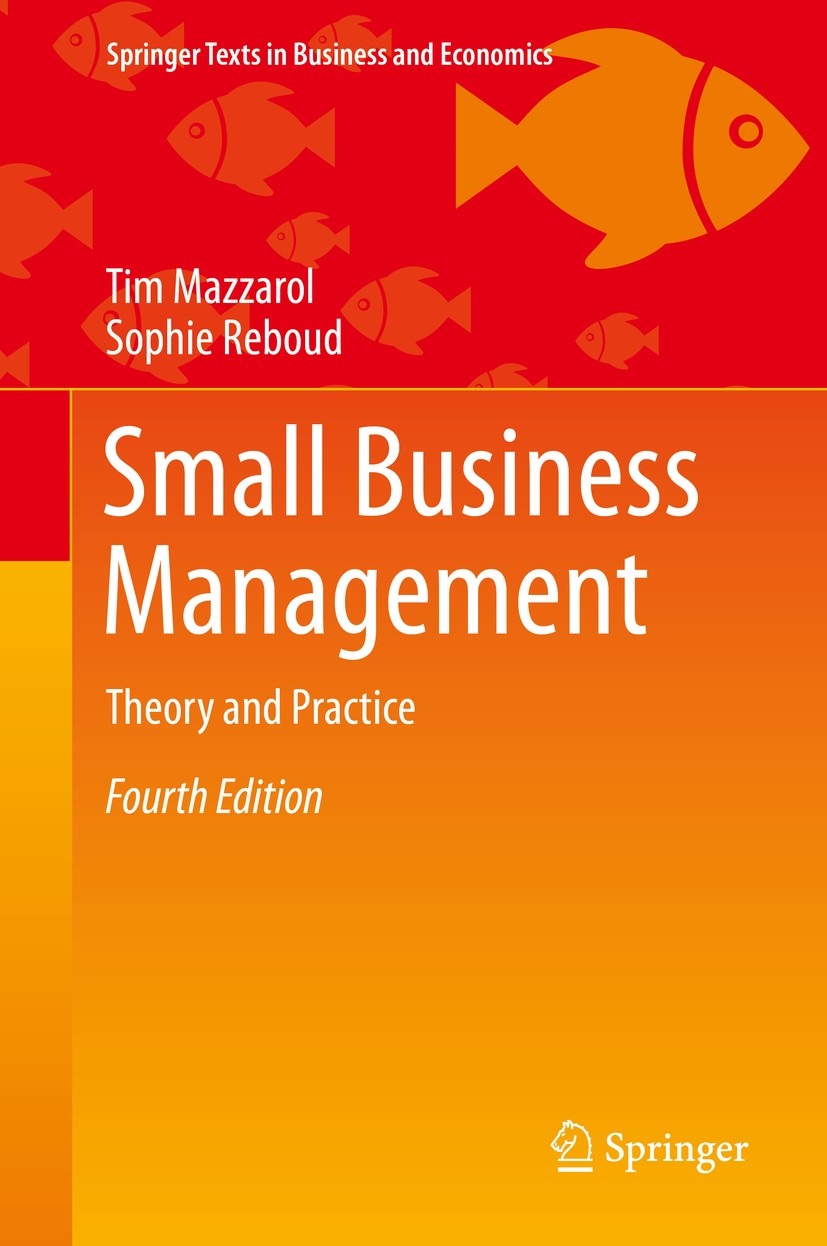 Springer Texts in Business and Economics
Tim Mazzarol
Sophie Reboud
Small Business
Management
Theory and Practice
Fourth Edition
Springer